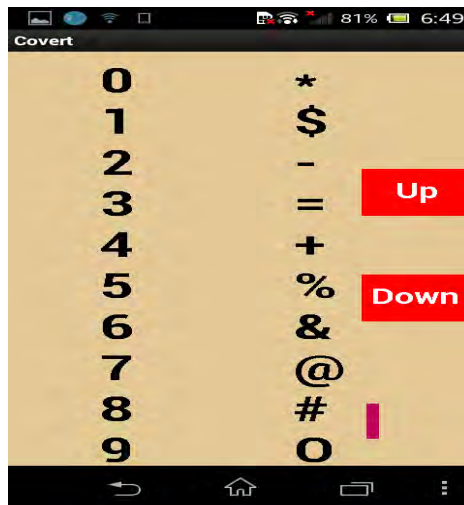 81% 6:49
Covert
0 *
1 $
2 -
3 = Up
4 +
5 % Down
6 &
7 @
8 #
9 O